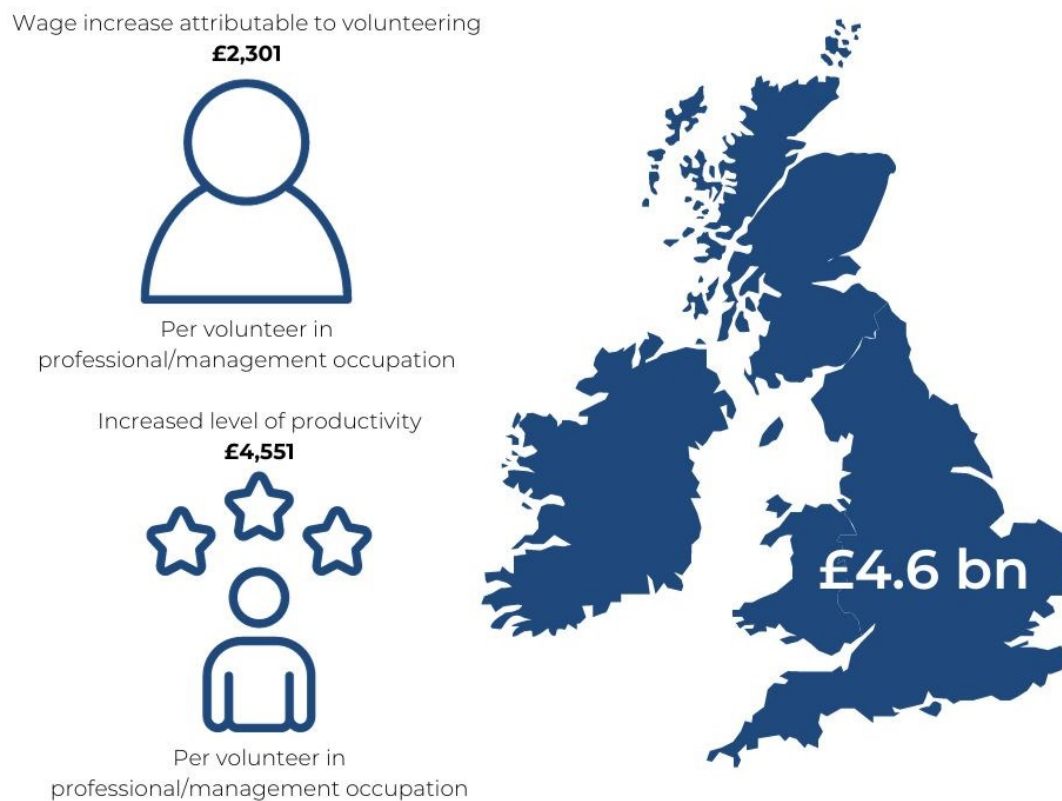 Wage increase attributable to volunteering
£2,301
Per volunteer in
professional/management occupation
Increased level of productivity
£4,551
Per volunteer in
professional/management occupation
£4.6 bn